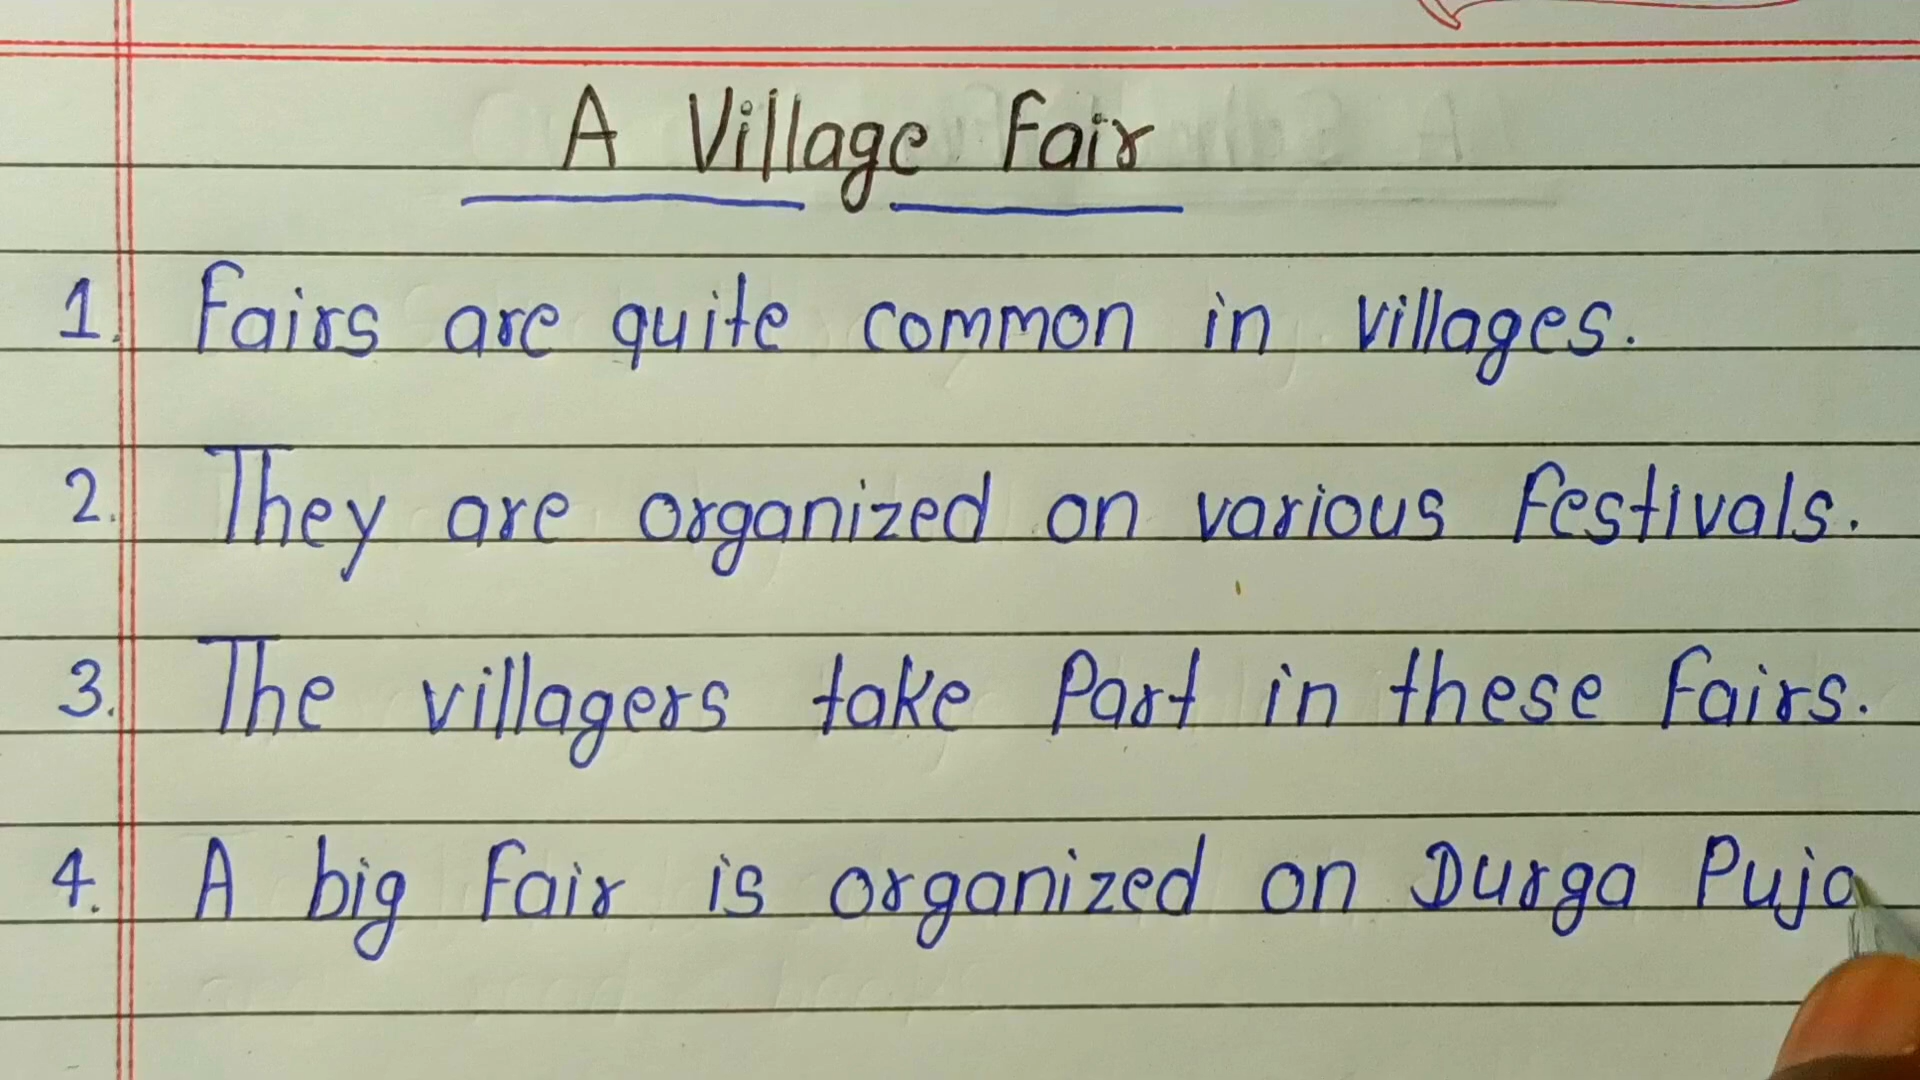 A Village Fair
1. Fairs are quite common in villages.
2. They are organized on various festivals.
3. The villagers take Part in these fairs.
4. A big fair is organized on Durga Puja